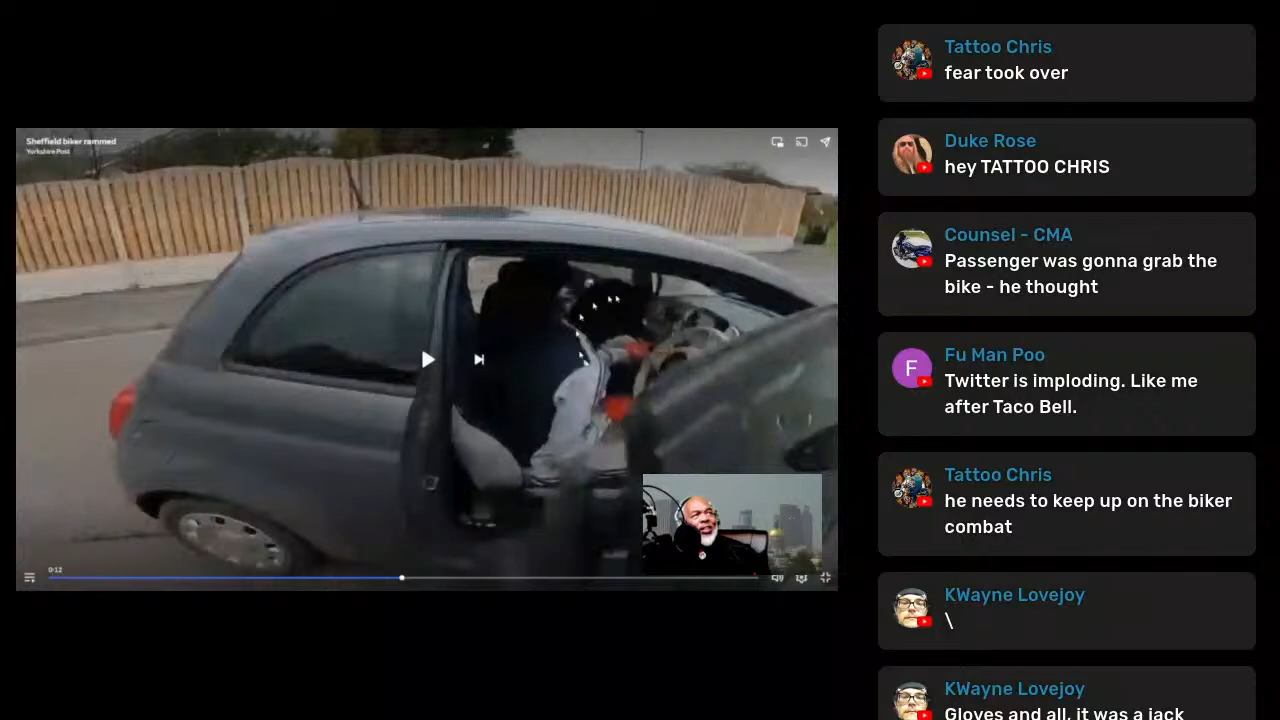 Sheffield biker rammed
Yorkshire Post
0:12
Tattoo Chris
fear took over
Duke Rose
hey TATTOO CHRIS
Counsel - CMA
Passenger was gonna grab the
bike - he thought
Fu Man Poo
F
Twitter is imploding. Like me
after Taco Bell.
Tattoo Chris
he needs to keep up on the biker
combat
KWayne Lovejoy
\
KWayne Lovejoy
Gloves and all, it was a jack